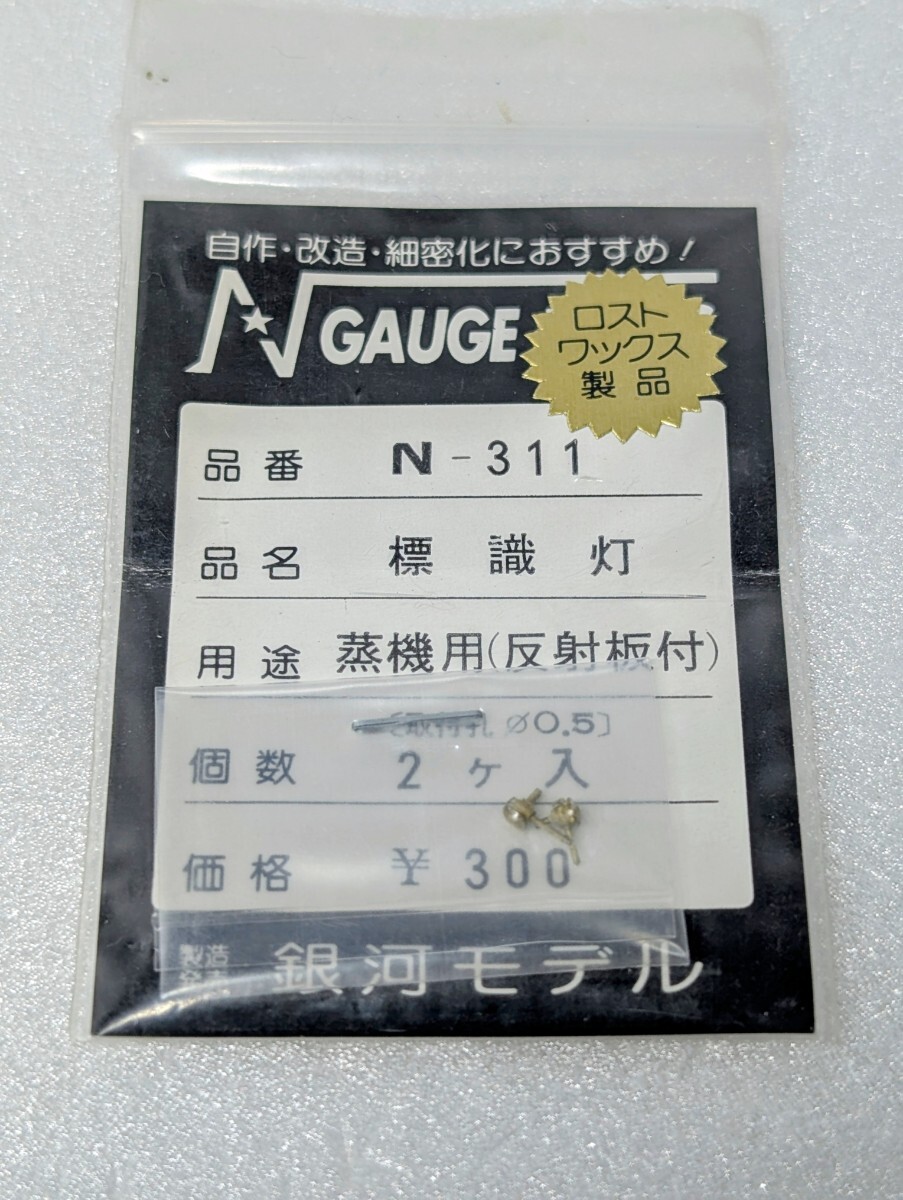 自作・改造・細密化におすすめ!
N GAUGE
ロスト
ワックス
製品
品番 N-311
品名 標識灯
用途 蒸機用(反射板付)
〔取付孔 ø0.5〕
個数 2ヶ入
価格 ¥300
製造
銀河モデル